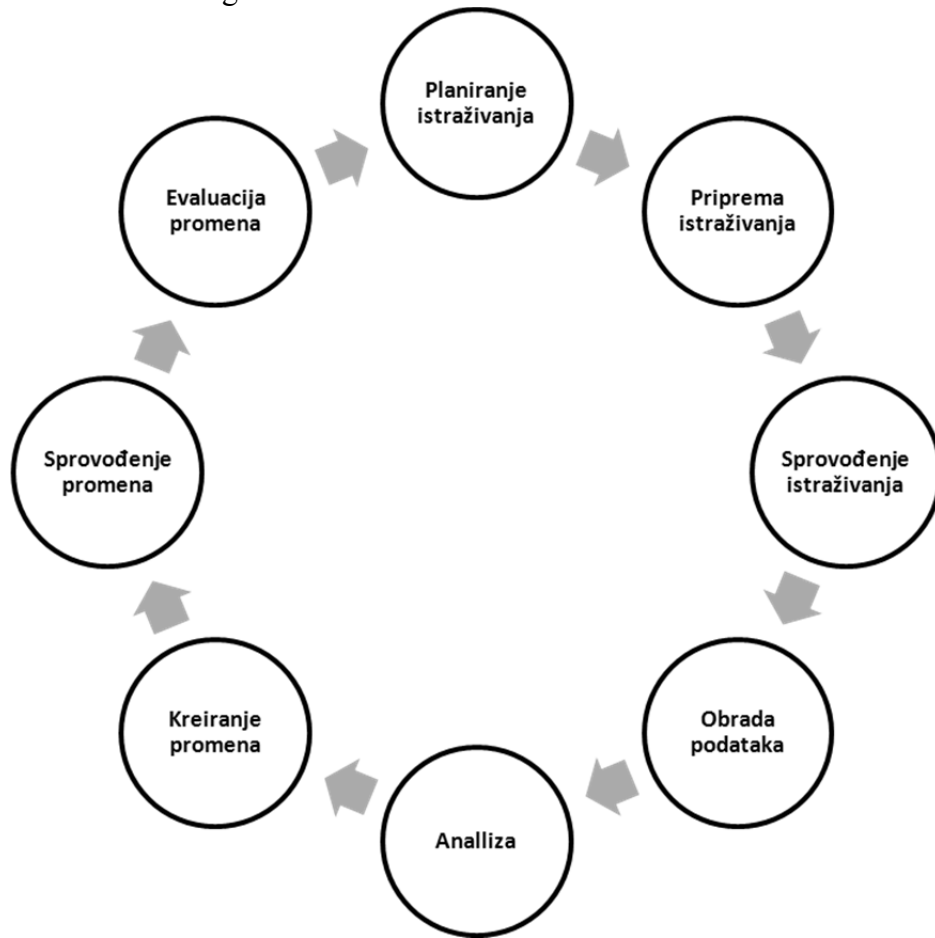 Planiranje
istraživanja
Priprema
istraživanja
Sprovođenje
istraživanja
Obrada
podataka
Analliza
Kreiranje
promena
Sprovođenje
promena
Evaluacija
promena